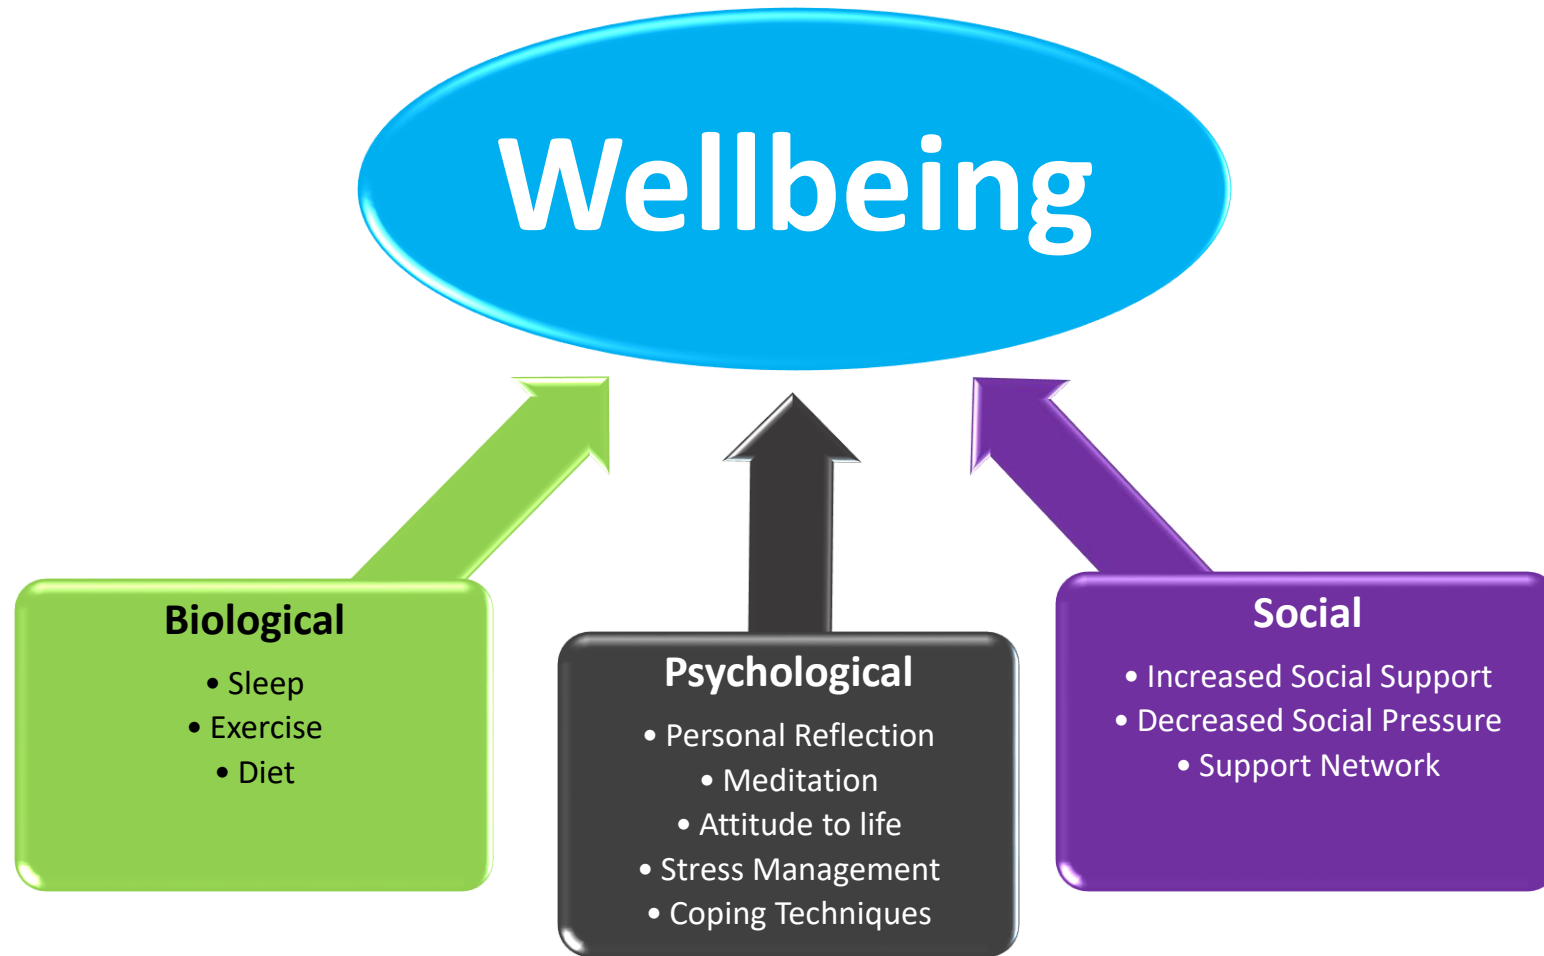 Wellbeing
Biological
• Sleep
• Exercise
• Diet
Psychological
• Personal Reflection
• Meditation
• Attitude to life
• Stress Management
• Coping Techniques
Social
• Increased Social Support
• Decreased Social Pressure
• Support Network